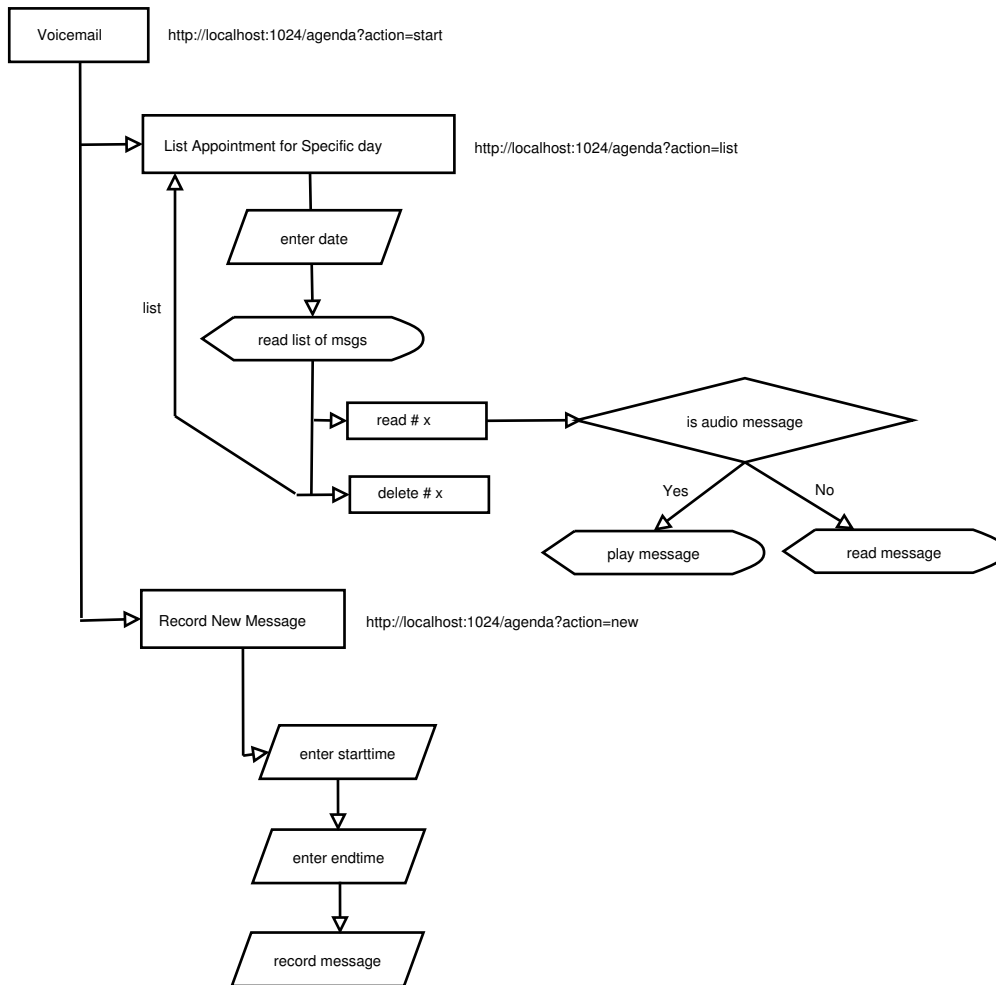 Voicemail
http://localhost:1024/agenda?action=start
List Appointment for Specific day
http://localhost:1024/agenda?action=list
enter date
list
read list of msgs
read # x
is audio message
delete # x
Yes
No
play message
read message
Record New Message
http://localhost:1024/agenda?action=new
enter starttime
enter endtime
record message